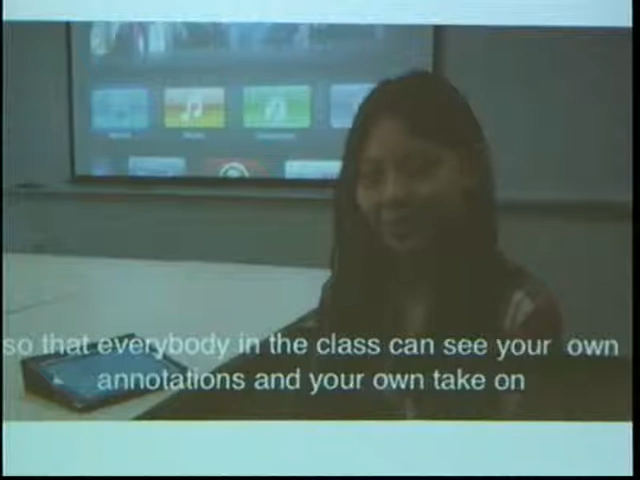 so that everybody in the class can see your own
annotations and your own take on